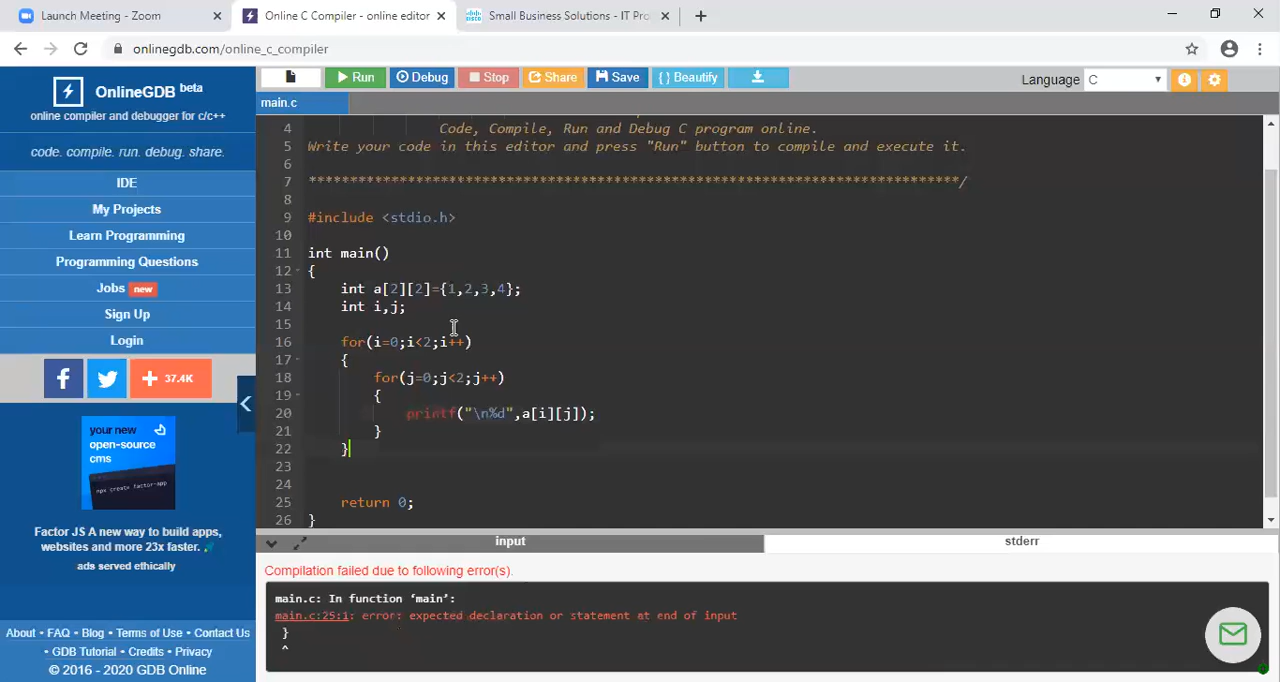 Launch Meeting - Zoom
Online C Compiler - online editor
Small Business Solutions - IT Pro
onlinegdb.com/online_c_compiler
OnlineGDB beta
online compiler and debugger for c/c++
code. compile. run. debug. share.
IDE
My Projects
Learn Programming
Programming Questions
Jobs new
Sign Up
Login
37.4K
your new
open-source
cms
npx create factor-app
Factor JS A new way to build apps,
websites and more 23x faster.
ads served ethically
About • FAQ • Blog • Terms of Use • Contact Us
• GDB Tutorial • Credits • Privacy
© 2016 - 2020 GDB Online
Run Debug Stop Share Save { } Beautify
Language C
main.c
4 Code, Compile, Run and Debug C program online.
5 Write your code in this editor and press "Run" button to compile and execute it.
6
7 *******************************************************************************/
8
9 #include <stdio.h>
10
11 int main()
12 {
13 int a[2][2]={1,2,3,4};
14 int i,j;
15
16 for(i=0;i<2;i++)
17 {
18 for(j=0;j<2;j++)
19 {
20 printf("\n%d",a[i][j]);
21 }
22 }
23
24
25 return 0;
26 }
input
stderr
Compilation failed due to following error(s).
main.c: In function ‘main’:
main.c:25:1: error: expected declaration or statement at end of input
}
^